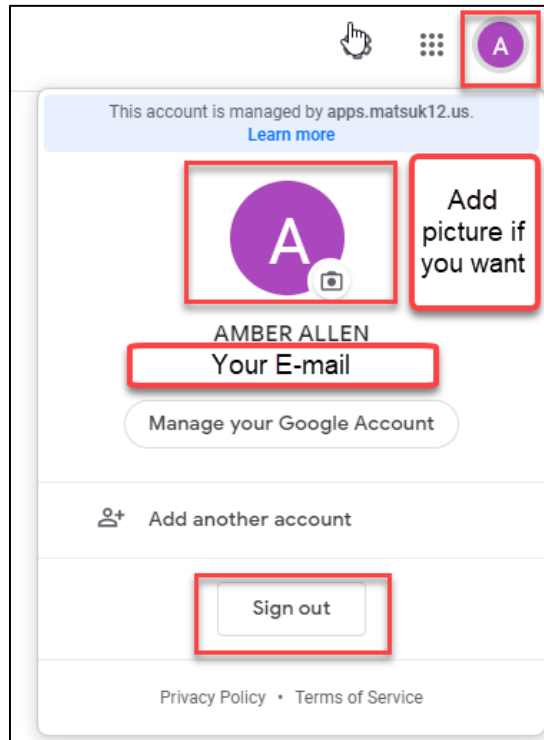 A
This account is managed by apps.matsuk12.us.
Learn more
A
Add
picture if
you want
AMBER ALLEN
Your E-mail
Manage your Google Account
Add another account
Sign out
Privacy Policy • Terms of Service